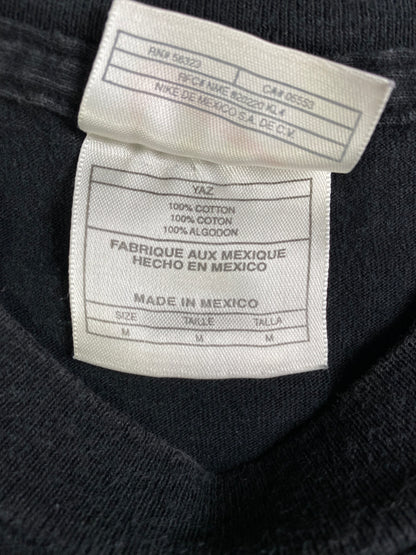 RN# 56323 CA# 05553
RFC# NME #20220 KL4
NIKE DE MEXICO S.A. DE C.V.
YAZ
100% COTTON
100% COTON
100% ALGODON
FABRIQUE AUX MEXIQUE
HECHO EN MEXICO
MADE IN MEXICO
SIZE TAILLE TALLA
M M M